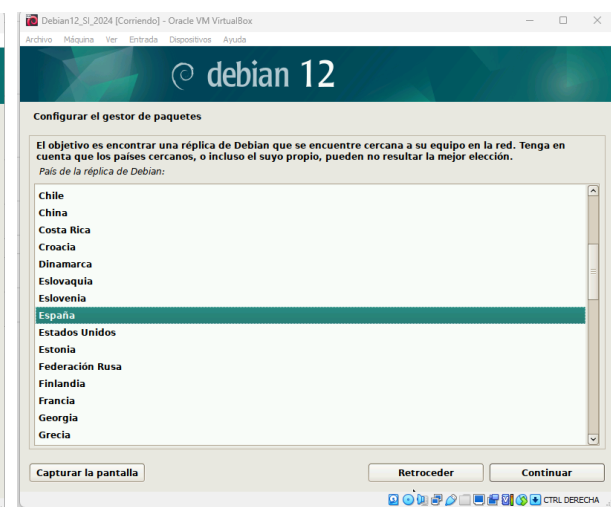 Debian12_SI_2024 [Corriendo] - Oracle VM VirtualBox
Archivo Máquina Ver Entrada Dispositivos Ayuda
debian 12
Configurar el gestor de paquetes
El objetivo es encontrar una réplica de Debian que se encuentre cercana a su equipo en la red. Tenga en
cuenta que los países cercanos, o incluso el suyo propio, pueden no resultar la mejor elección.
País de la réplica de Debian:
Chile
China
Costa Rica
Croacia
Dinamarca
Eslovaquia
Eslovenia
España
Estados Unidos
Estonia
Federación Rusa
Finlandia
Francia
Georgia
Grecia
Capturar la pantalla Retroceder Continuar
CTRL DERECHA